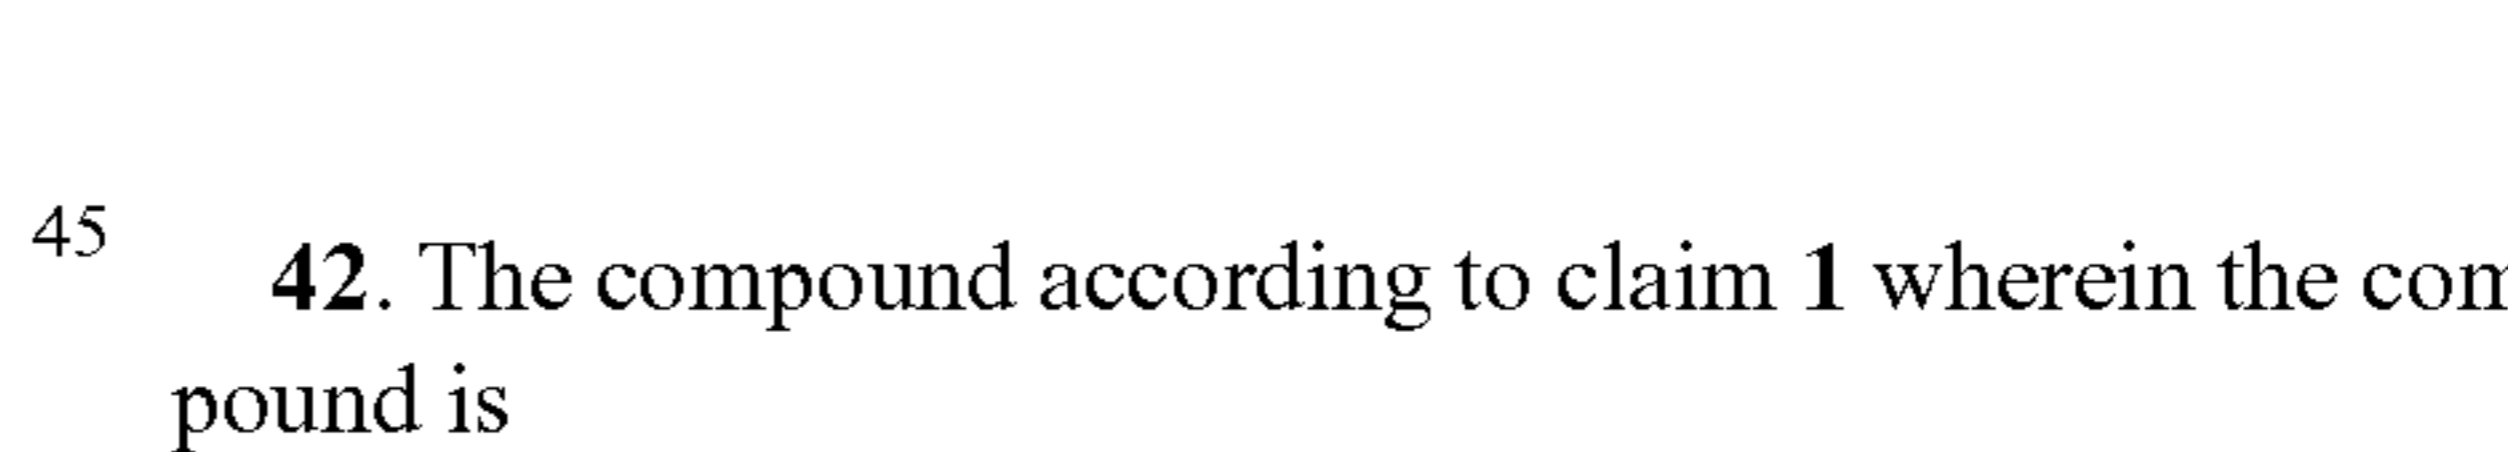 45
42. The compound according to claim 1 wherein the com
pound is